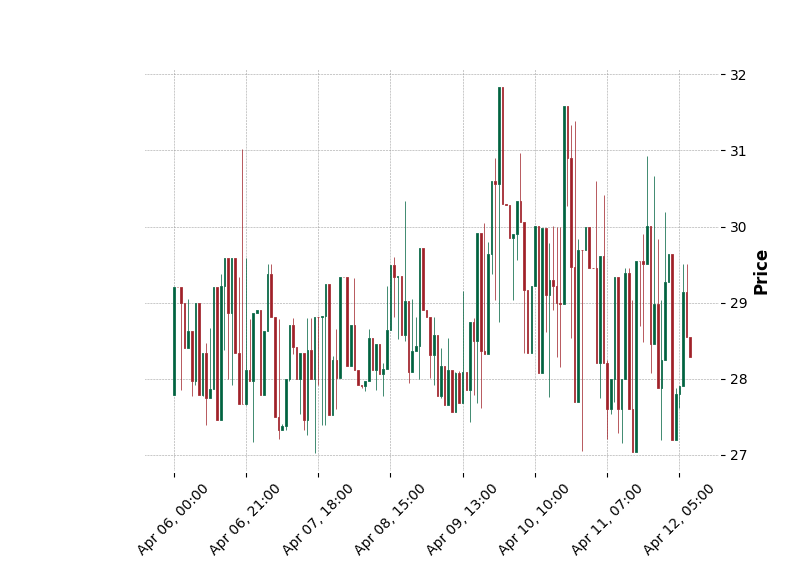 32
31
30
29
28
27
Price
Apr 06, 00:00
Apr 06, 21:00
Apr 07, 18:00
Apr 08, 15:00
Apr 09, 13:00
Apr 10, 10:00
Apr 11, 07:00
Apr 12, 05:00